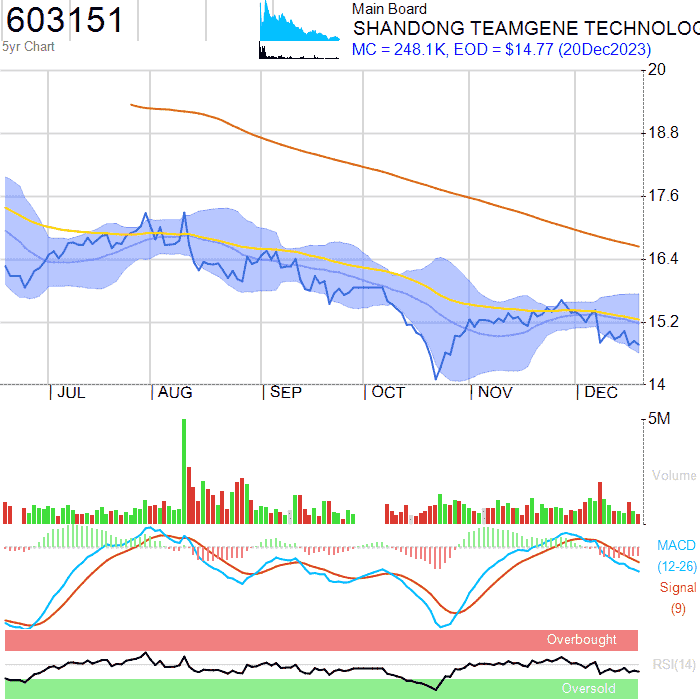 603151
5yr Chart
Main Board
SHANDONG TEAMGENE TECHNOLOG
MC = 248.1K, EOD = $14.77 (20Dec2023)
20
18.8
17.6
16.4
15.2
14
JUL AUG SEP OCT NOV DEC
5M
Volume
MACD
(12-26)
Signal
(9)
Overbought
RSI(14)
Oversold